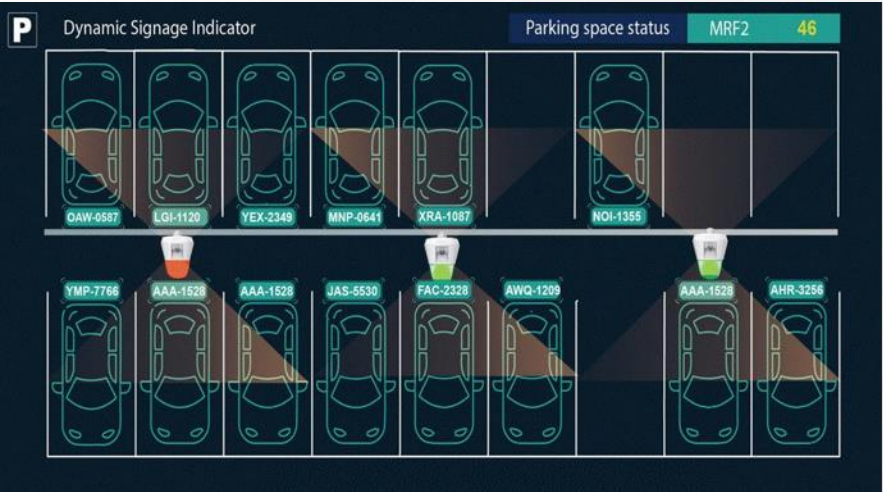 P Dynamic Signage Indicator Parking space status MRF2 46
OAW-0587 LGI-1120 YEX-2349 MNP-0641 XRA-1087 NOI-1355
YMP-7766 AAA-1528 AAA-1528 JAS-5530 FAC-2328 AWQ-1209 AAA-1528 AHR-3256